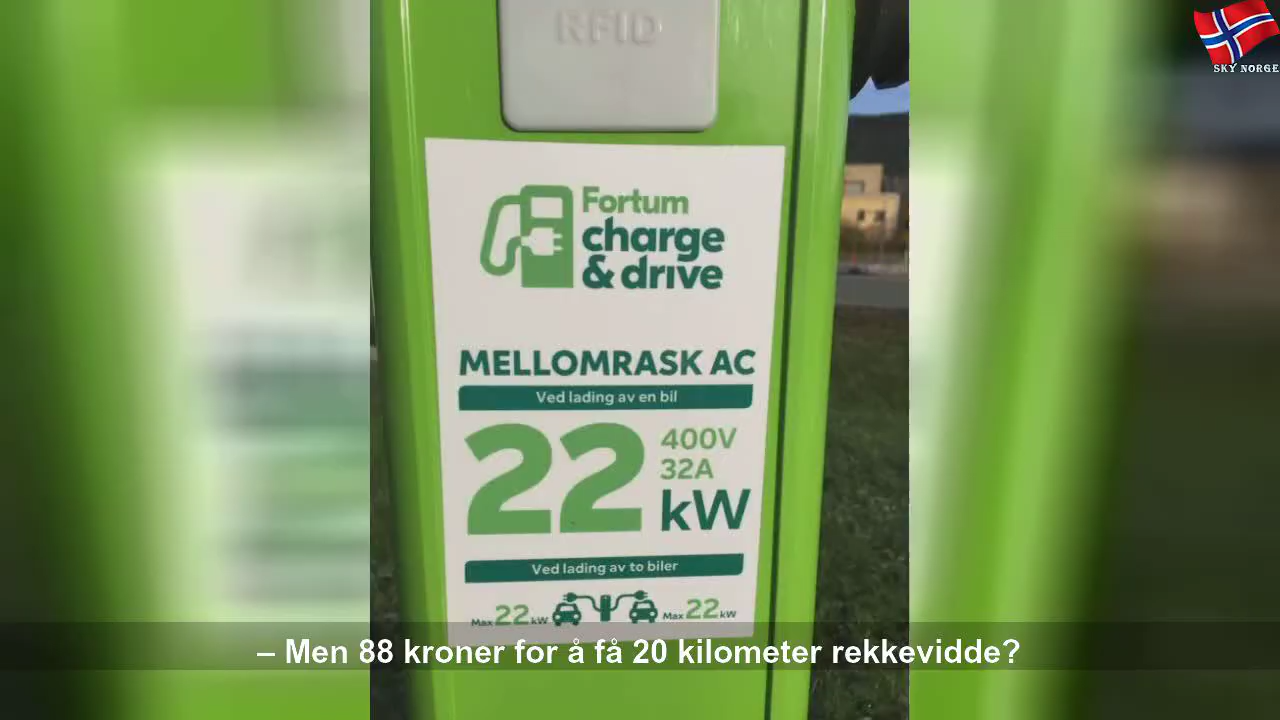 RFID
SKY NORGE
Fortum
charge
& drive
MELLOMRASK AC
Ved lading av en bil
22 kW
400V
32A
Ved lading av to biler
Max 22 kW
Max 22 kW
– Men 88 kroner for å få 20 kilometer rekkevidde?